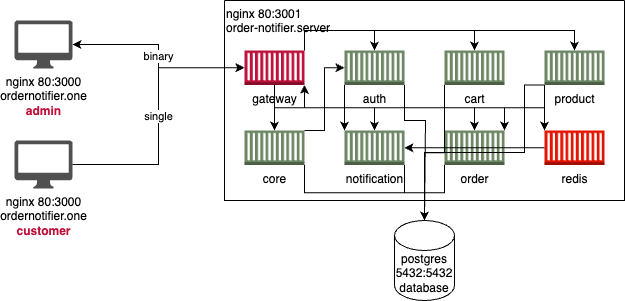 nginx 80:3001
order-notifier.server
binary
gateway
auth
cart
product
nginx 80:3000
ordernotifier.one
admin
single
core
notification
order
redis
nginx 80:3000
ordernotifier.one
customer
postgres
5432:5432
database